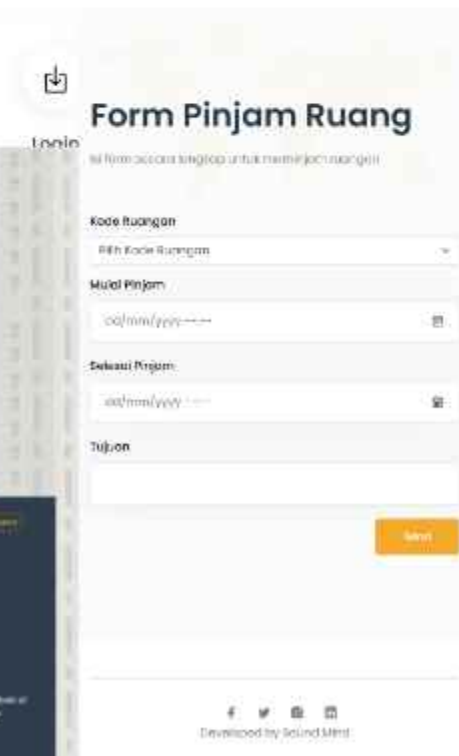 Login
Form Pinjam Ruang
Isi form secara lengkap untuk meminjam ruangan
Kode Ruangan
Pilih Kode Ruangan
Mulai Pinjam
dd/mm/yyyy --:--
Selesai Pinjam
dd/mm/yyyy --:--
Tujuan
Developed by Sound Mind